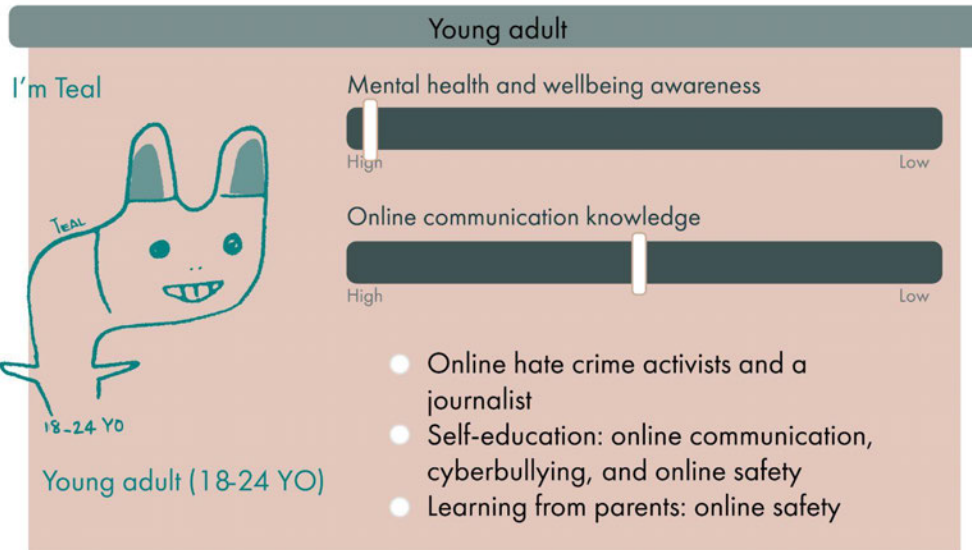 Young adult
I'm Teal
Mental health and wellbeing awareness
High
Low
TEAL
Online communication knowledge
High
Low
Online hate crime activists and a
journalist
Self-education: online communication,
cyberbullying, and online safety
Learning from parents: online safety
18-24 YO
Young adult (18-24 YO)